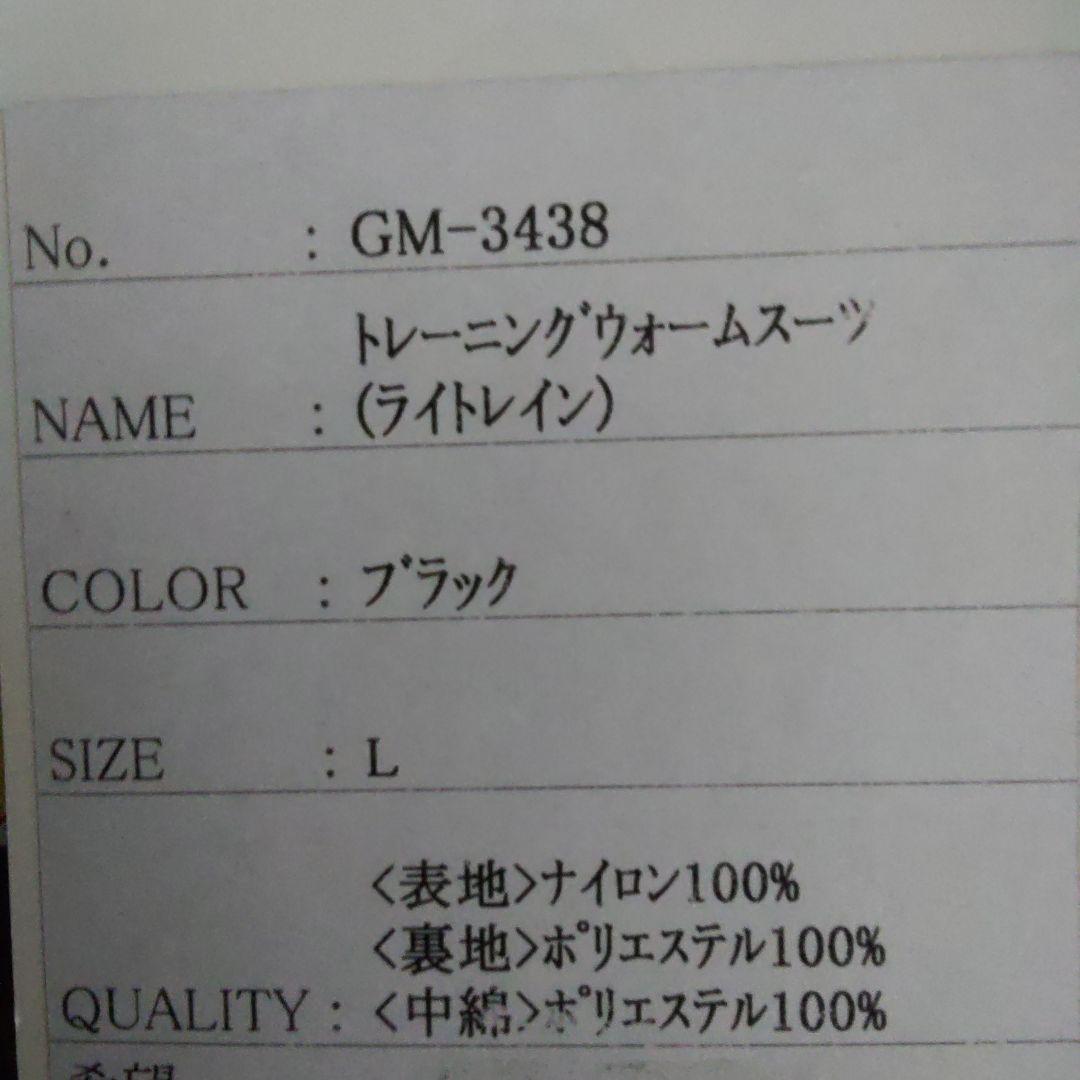 No. : GM-3438
トレーニングウォームスーツ
NAME : (ライトレイン)
COLOR : ブラック
SIZE : L
<表地>ナイロン100%
<裏地>ポリエステル100%
QUALITY : <中綿>ポリエステル100%
希望